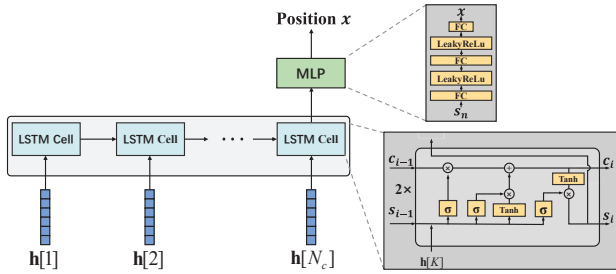 Position x
MLP
LSTM Cell
LSTM Cell
· · ·
LSTM Cell
h[1]
h[2]
h[N_c]
x
FC
LeakyReLu
FC
LeakyReLu
FC
s_n
c_{i-1}
c_i
2×
Tanh
s_{i-1}
σ
σ
Tanh
σ
s_i
h[K]